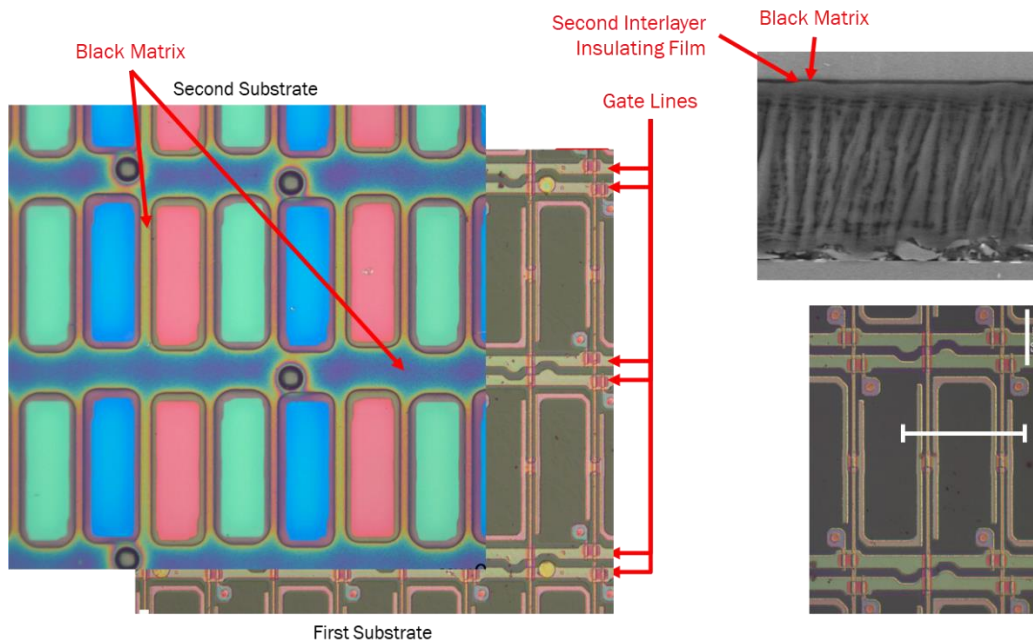 Black Matrix
Second Substrate
Second Interlayer
Insulating Film
Black Matrix
Gate Lines
First Substrate